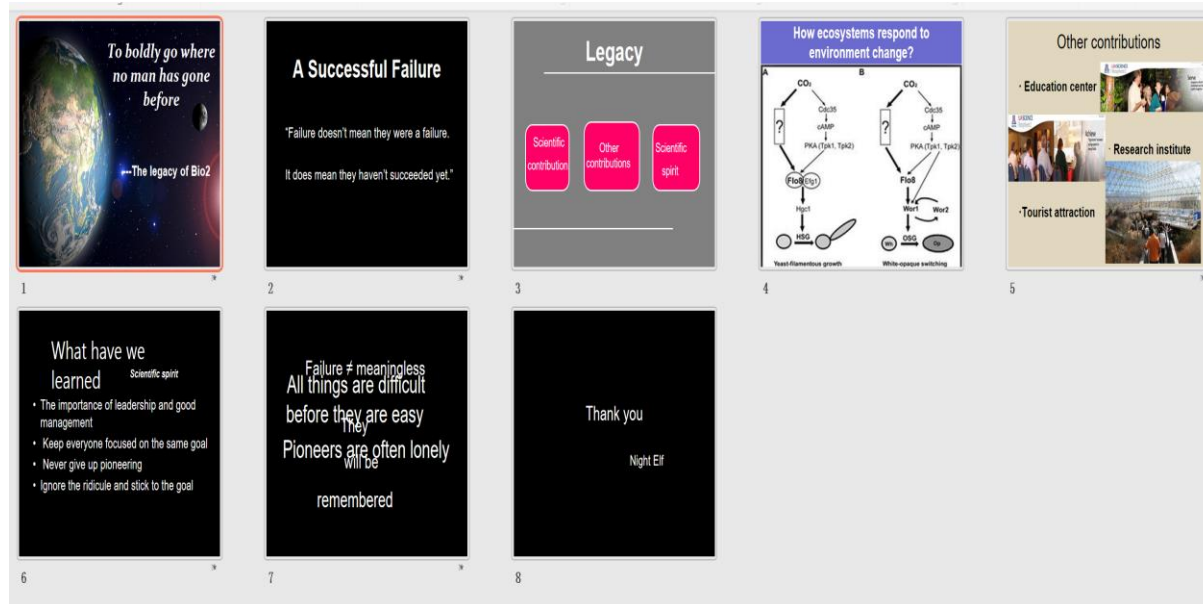 To boldly go where
no man has gone
before
---The legacy of Bio2
1
A Successful Failure
"Failure doesn't mean they were a failure.
It does mean they haven't succeeded yet."
2
Legacy
Scientific
contribution
Other
contributions
Scientific
spirit
3
How ecosystems respond to
environment change?
A
CO₂
?
Cdc35
cAMP
PKA (Tpk1, Tpk2)
Flo8
Efg1
Hgc1
HSG
Yeast-filamentous growth
B
CO₂
?
Cdc35
cAMP
PKA (Tpk1, Tpk2)
Flo8
Wor1
Wor2
Wh
OSG
Op
White-opaque switching
4
Other contributions
· Education center
· Research institute
·Tourist attraction
5
What have we
learned
Scientific spirit
• The importance of leadership and good
management
• Keep everyone focused on the same goal
• Never give up pioneering
• Ignore the ridicule and stick to the goal
6
Failure ≠ meaningless
All things are difficult
before they are easy
They
Pioneers are often lonely
will be
remembered
7
Thank you
Night Elf
8